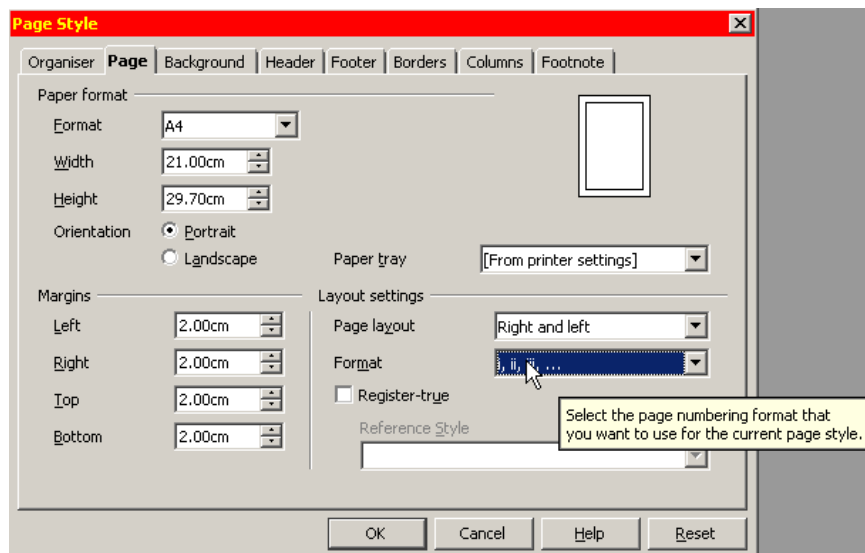 Page Style
Organiser Page Background Header Footer Borders Columns Footnote
Paper format
Format A4
Width 21.00cm
Height 29.70cm
Orientation Portrait
Landscape Paper tray [From printer settings]
Margins Layout settings
Left 2.00cm Page layout Right and left
Right 2.00cm Format i, ii, iii, ...
Top 2.00cm Register-true
Bottom 2.00cm Reference Style
Select the page numbering format that
you want to use for the current page style.
OK Cancel Help Reset